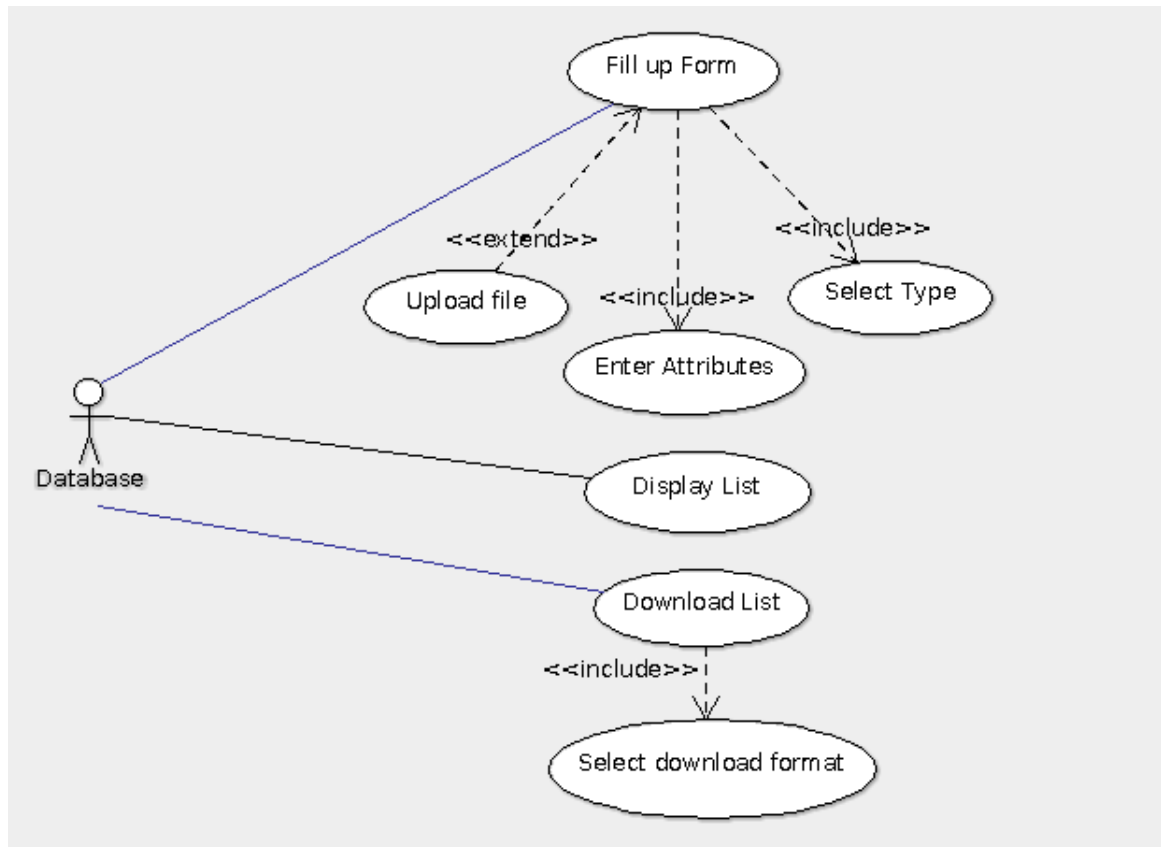 Fill up Form
<<extend>>
<<include>>
Upload file
<<include>>
Select Type
Enter Attributes
Database
Display List
Download List
<<include>>
Select download format